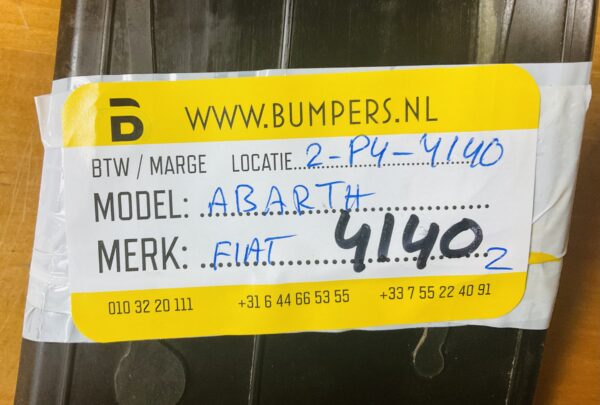 B WWW.BUMPERS.NL
BTW / MARGE LOCATIE 2-P4-4140
MODEL: ABARTH
MERK: FIAT 4140 2
010 32 20 111 +31 6 44 66 53 55 +33 7 55 22 40 91